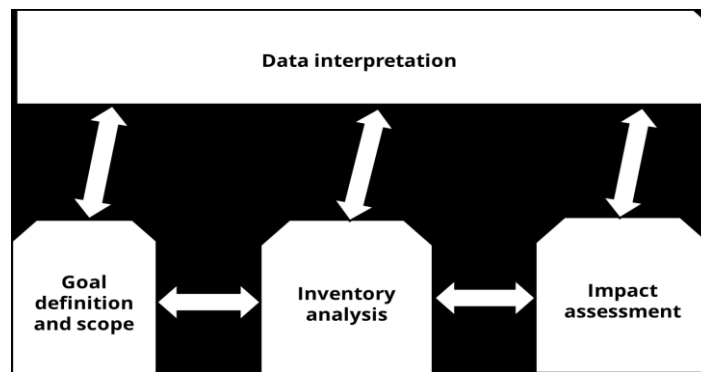 Data interpretation
Goal
definition
and scope
Inventory
analysis
Impact
assessment